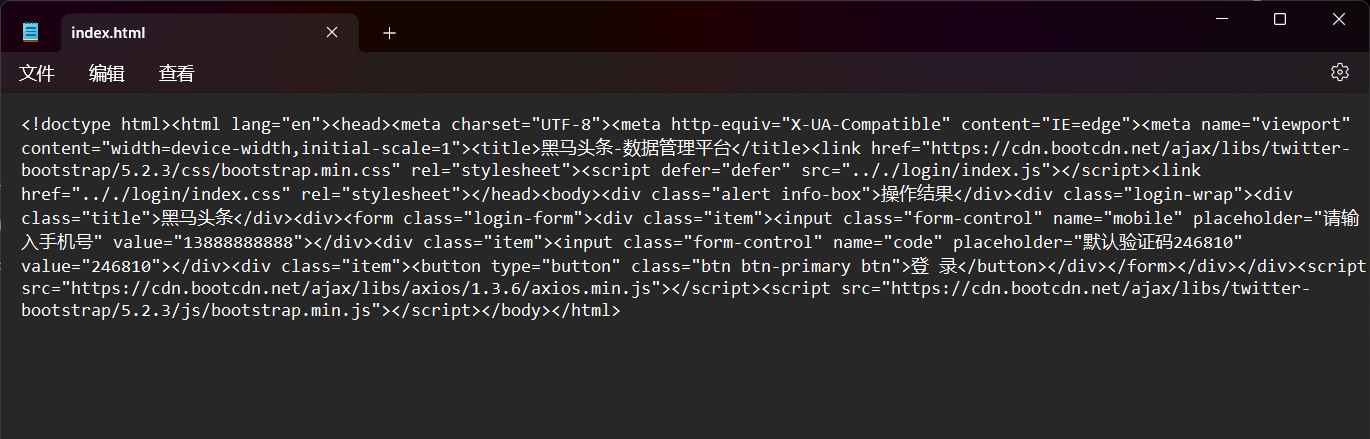 index.html
文件 编辑 查看
<!doctype html><html lang="en"><head><meta charset="UTF-8"><meta http-equiv="X-UA-Compatible" content="IE=edge"><meta name="viewport"
content="width=device-width,initial-scale=1"><title>黑马头条-数据管理平台</title><link href="https://cdn.bootcdn.net/ajax/libs/twitter-
bootstrap/5.2.3/css/bootstrap.min.css" rel="stylesheet"><script defer="defer" src="../login/index.js"></script><link
href=".././login/index.css" rel="stylesheet"></head><body><div class="alert info-box">操作结果</div><div class="login-wrap"><div
class="title">黑马头条</div><div><form class="login-form"><div class="item"><input class="form-control" name="mobile" placeholder="请输
入手机号" value="13888888888"></div><div class="item"><input class="form-control" name="code" placeholder="默认验证码246810"
value="246810"></div><div class="item"><button type="button" class="btn btn-primary btn">登 录</button></div></form></div></div><script
src="https://cdn.bootcdn.net/ajax/libs/axios/1.3.6/axios.min.js"></script><script src="https://cdn.bootcdn.net/ajax/libs/twitter-
bootstrap/5.2.3/js/bootstrap.min.js"></script></body></html>